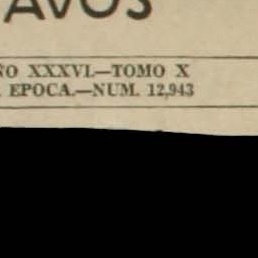 AVOS
ÑO XXXVI.—TOMO X
EPOCA.—NUM. 12,943